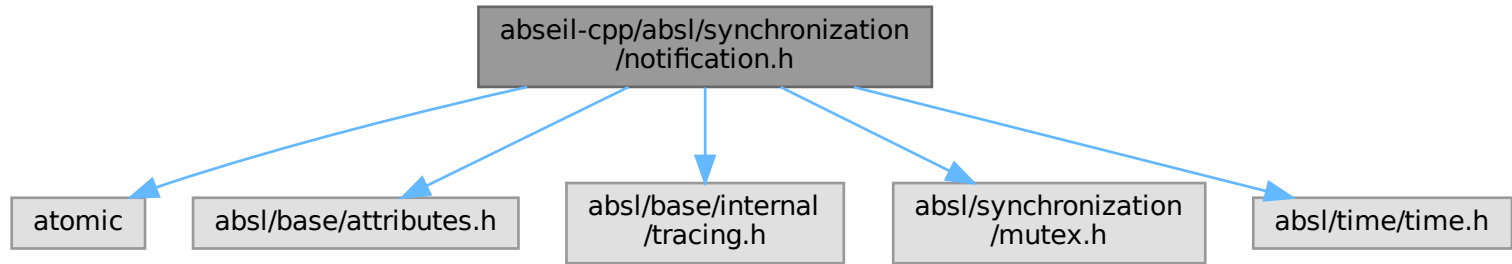 abseil-cpp/absl/synchronization
/notification.h
atomic
absl/base/attributes.h
absl/base/internal
/tracing.h
absl/synchronization
/mutex.h
absl/time/time.h